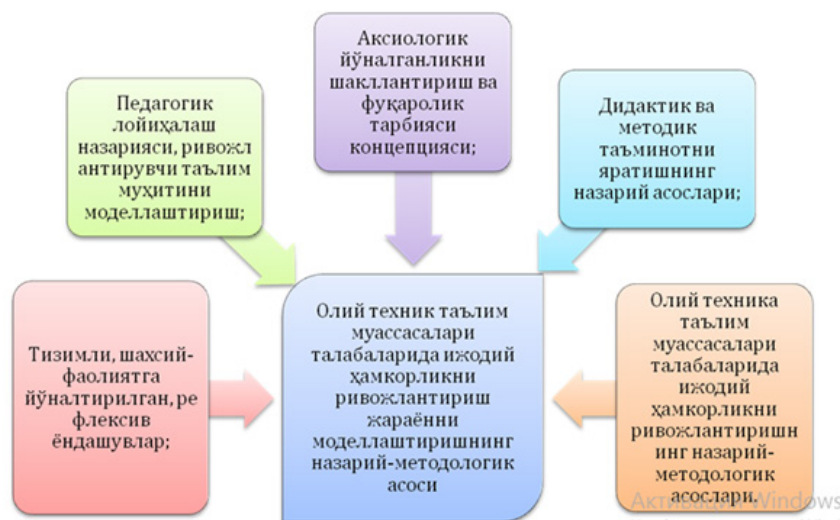 Аксиологик
йўналганликни
шакллантириш ва
фуқаролик
тарбияси
концепцияси;
Педагогик
лойиҳалаш
назарияси, ривожл
антирувчи таълим
муҳитини
моделлаштириш;
Дидактик ва
методик
таъминотни
яратишнинг
назарий асослари;
Тизимли, шахсий-
фаолиятга
йўналтирилган, ре
флексив
ёндашувлар;
Олий техник таълим
муассасалари
талабаларида ижодий
ҳамкорликни
ривожлантириш
жараённи
моделлаштиришнинг
назарий-методологик
асоси
Олий техника
таълим
муассасалари
талабаларида
ижодий
ҳамкорликни
ривожлантиришн
инг назарий-
методологик
асослари.
Активация Windows